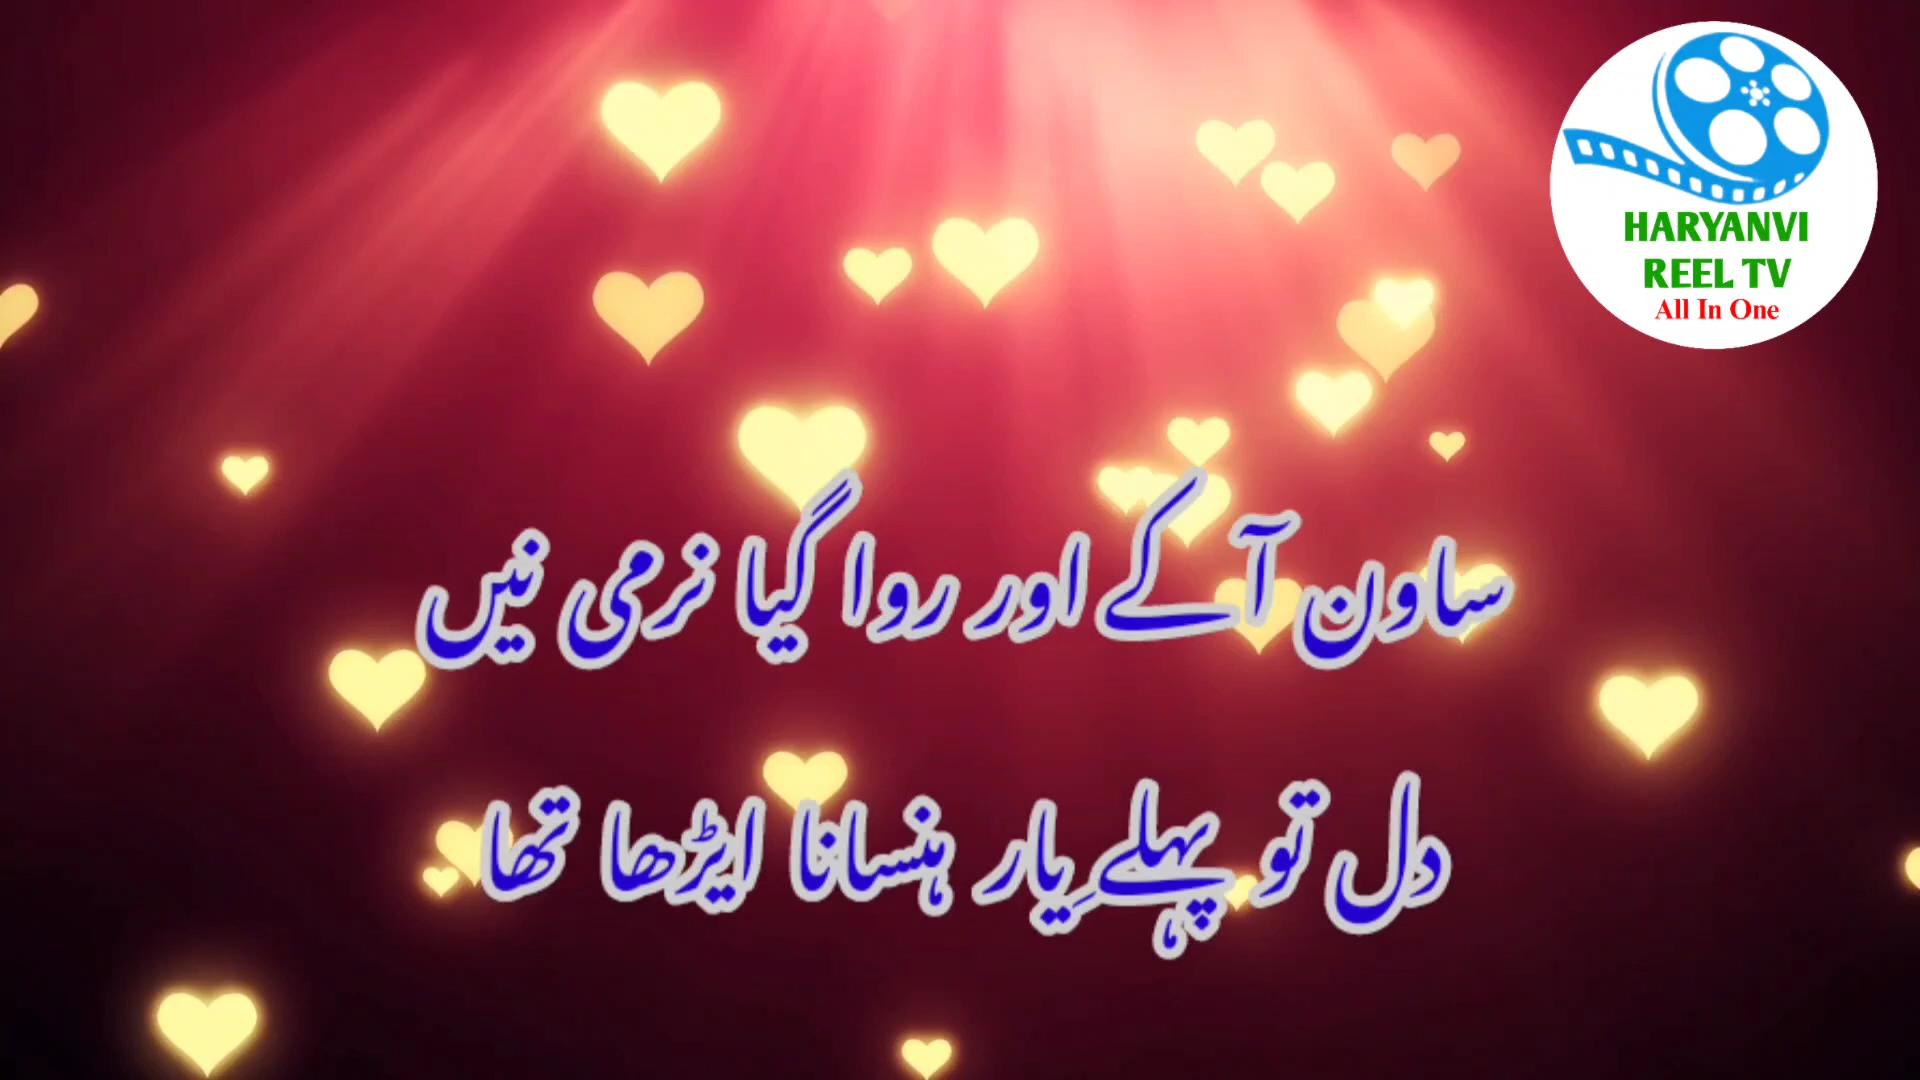 HARYANVI
REEL TV
All In One
ساون آکے اور روا گیا نرمی نیں
دل تو پہلے یِار ہنسانا ایڑھا تھا